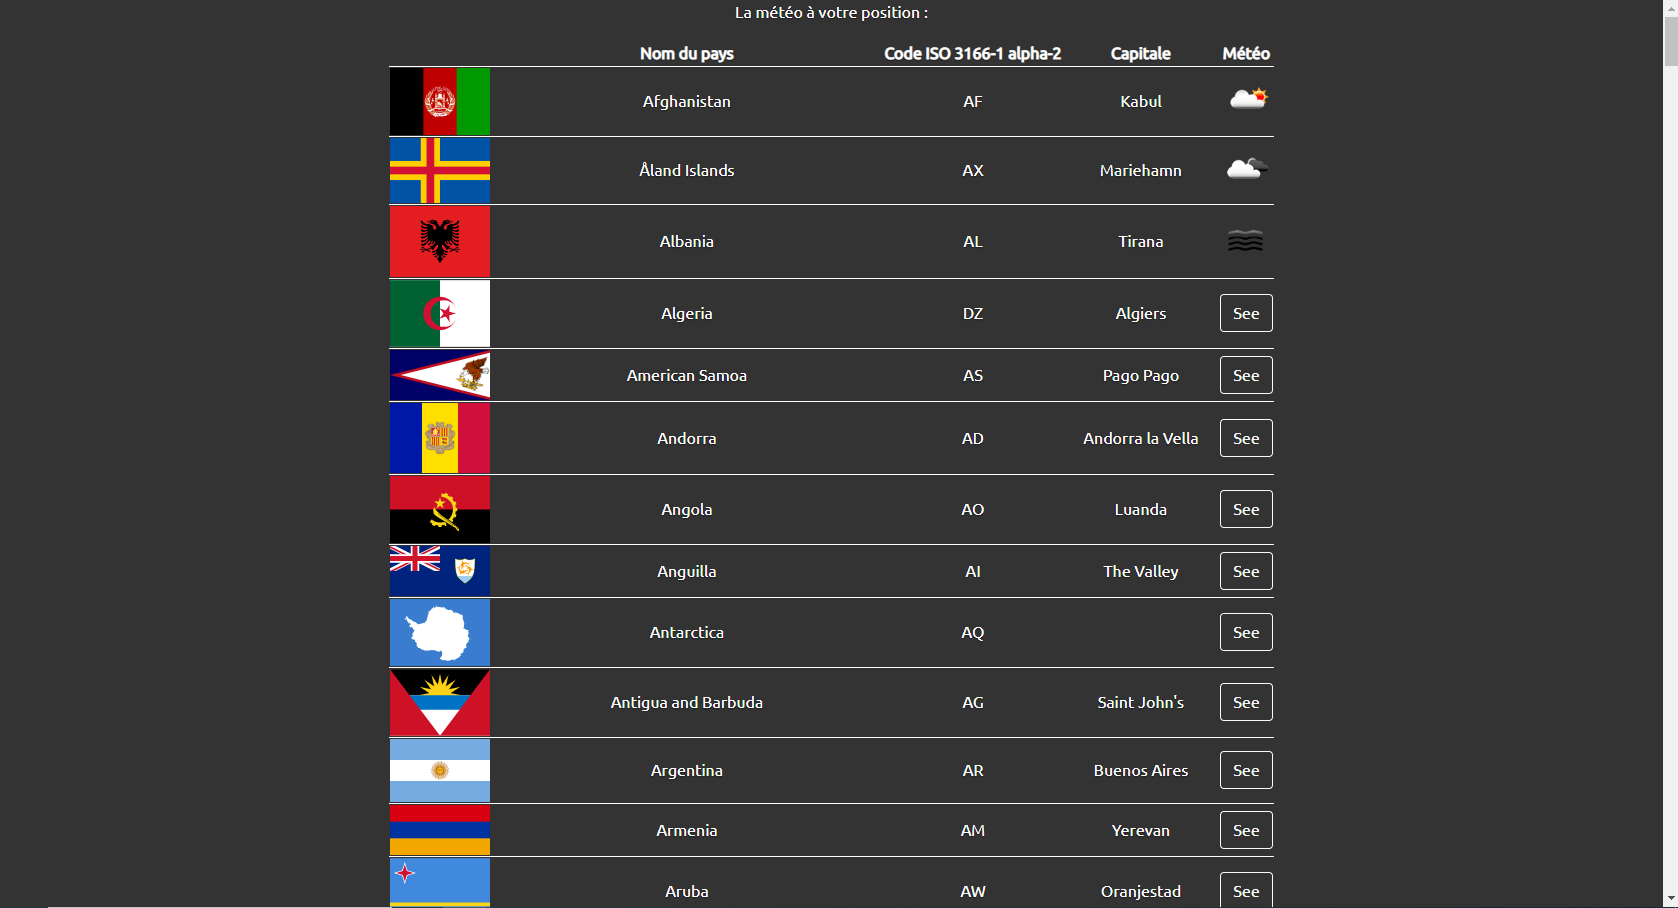 La météo à votre position :
Nom du pays Code ISO 3166-1 alpha-2 Capitale Météo
Afghanistan AF Kabul
Åland Islands AX Mariehamn
Albania AL Tirana
Algeria DZ Algiers See
American Samoa AS Pago Pago See
Andorra AD Andorra la Vella See
Angola AO Luanda See
Anguilla AI The Valley See
Antarctica AQ See
Antigua and Barbuda AG Saint John's See
Argentina AR Buenos Aires See
Armenia AM Yerevan See
Aruba AW Oranjestad See